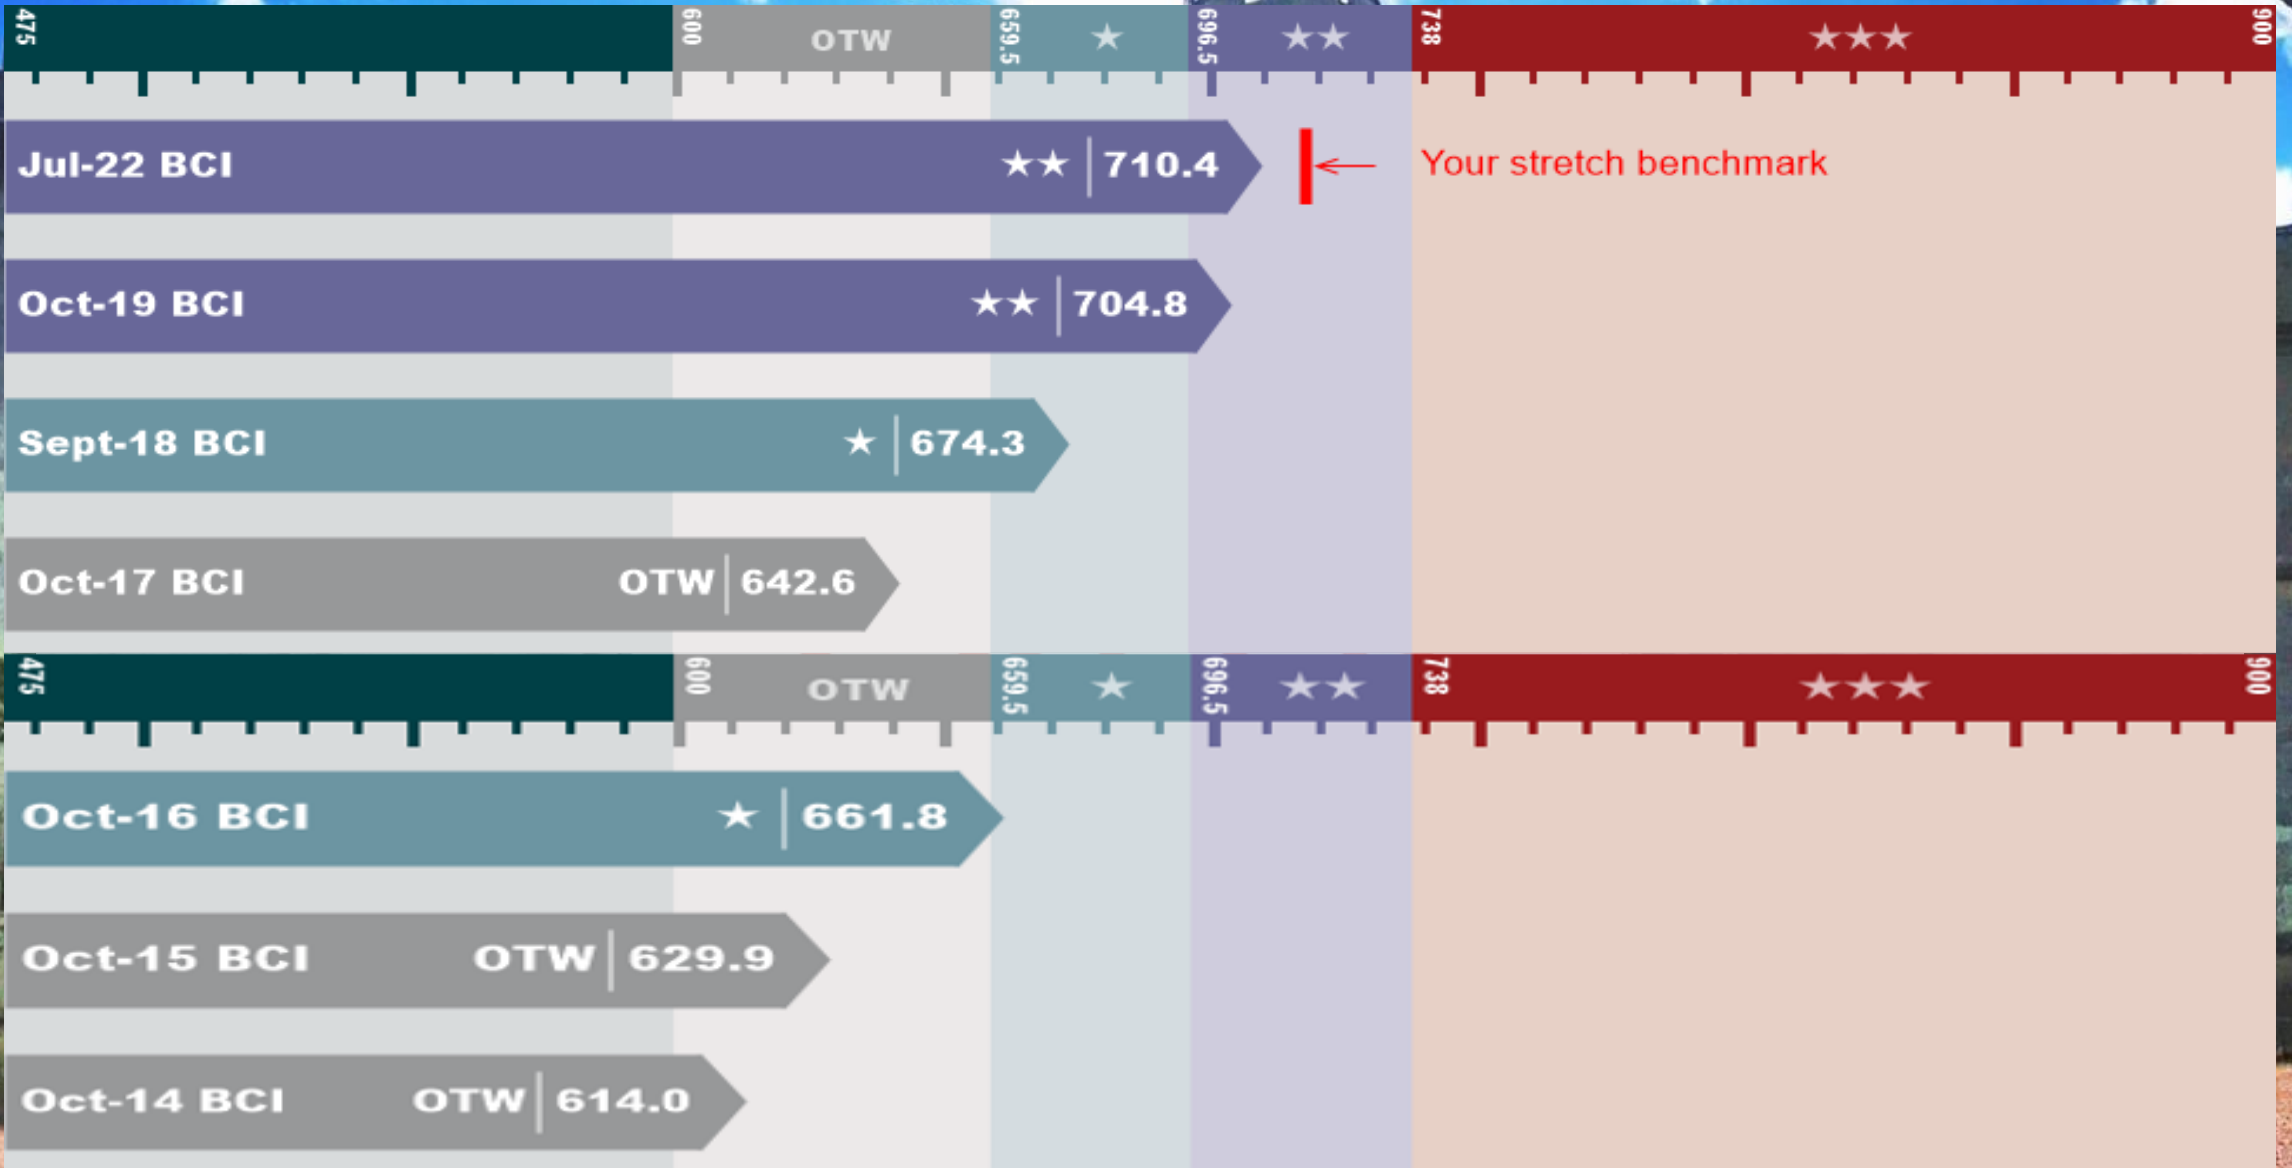 475 600 OTW 659.5 ★ 696.5 ★★ 738 ★★★ 900
Jul-22 BCI ★★ 710.4 Your stretch benchmark
Oct-19 BCI ★★ 704.8
Sept-18 BCI ★ 674.3
Oct-17 BCI OTW 642.6
475 600 OTW 659.5 ★ 696.5 ★★ 738 ★★★ 900
Oct-16 BCI ★ 661.8
Oct-15 BCI OTW 629.9
Oct-14 BCI OTW 614.0